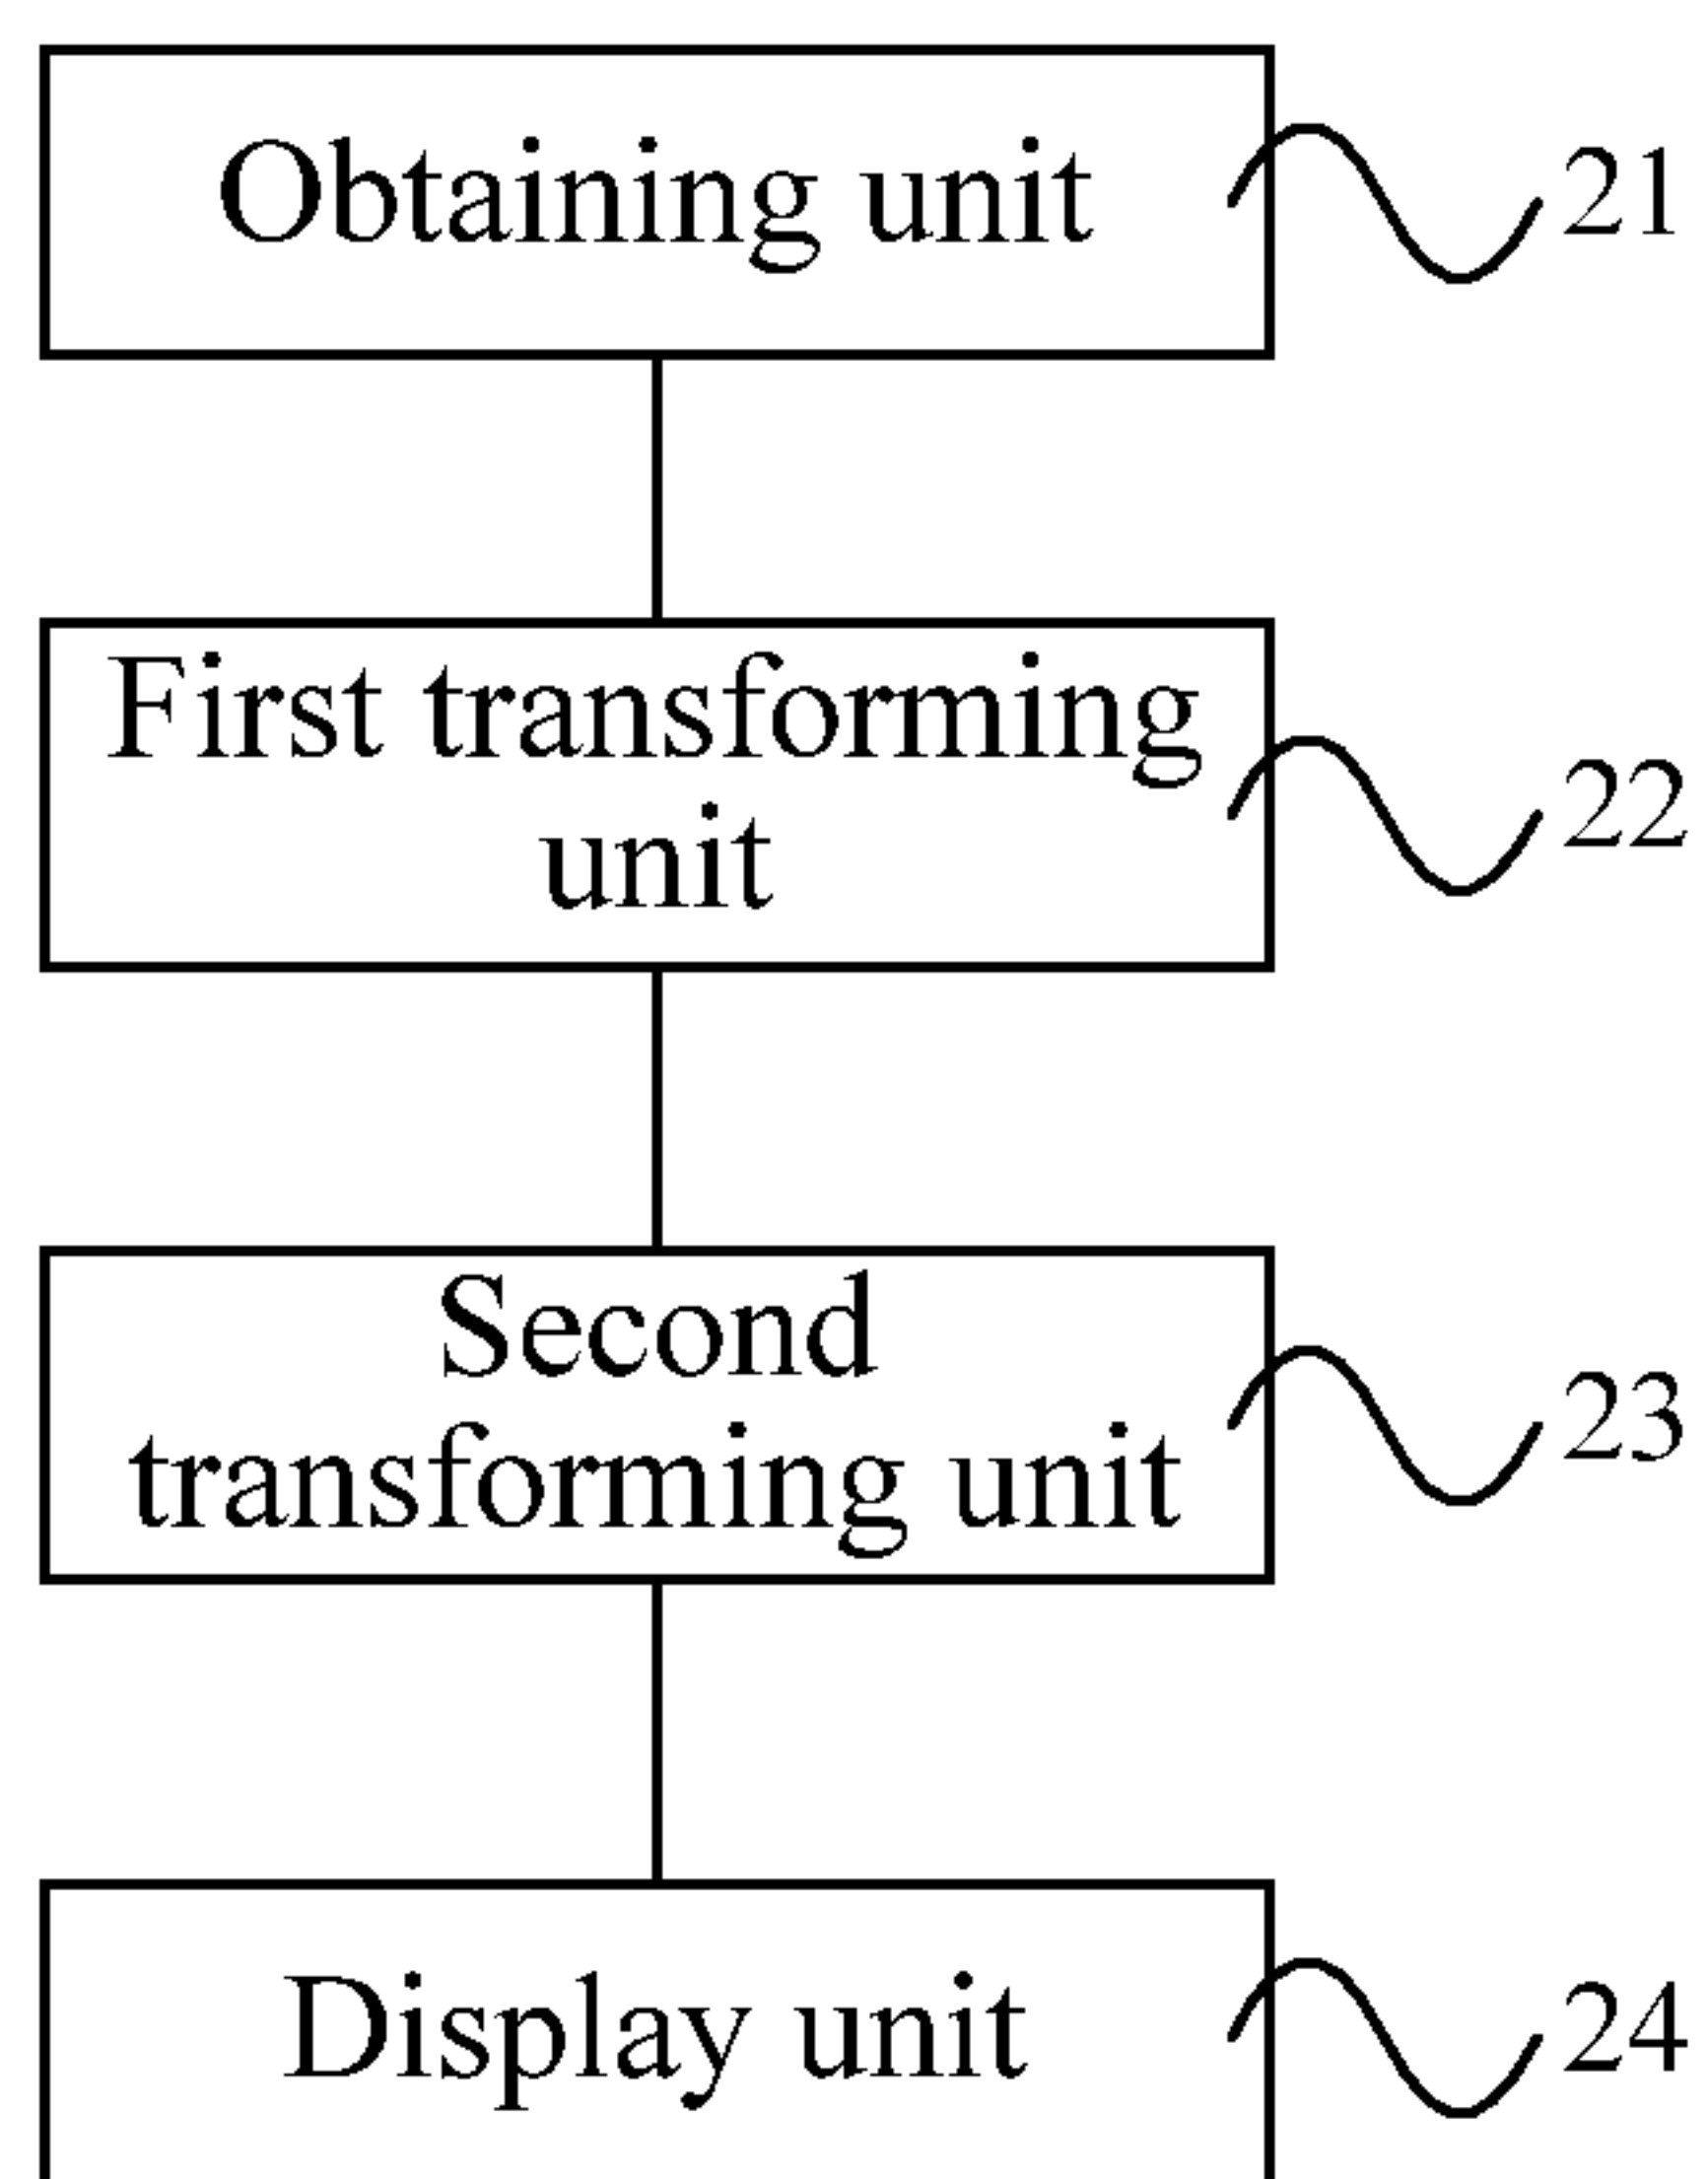 Obtaining unit
21
First transforming
unit
22
Second
transforming unit
23
Display unit
24